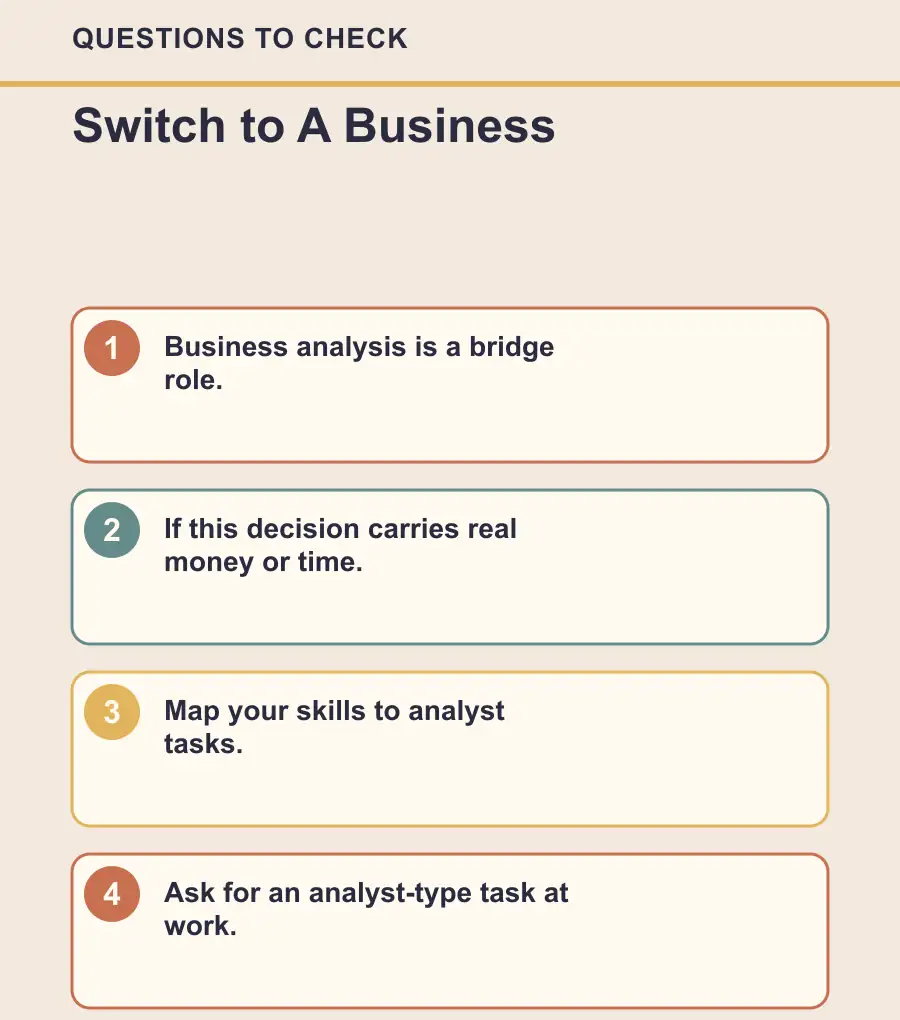 QUESTIONS TO CHECK
Switch to A Business
1
Business analysis is a bridge
role.
2
If this decision carries real
money or time.
3
Map your skills to analyst
tasks.
4
Ask for an analyst-type task at
work.